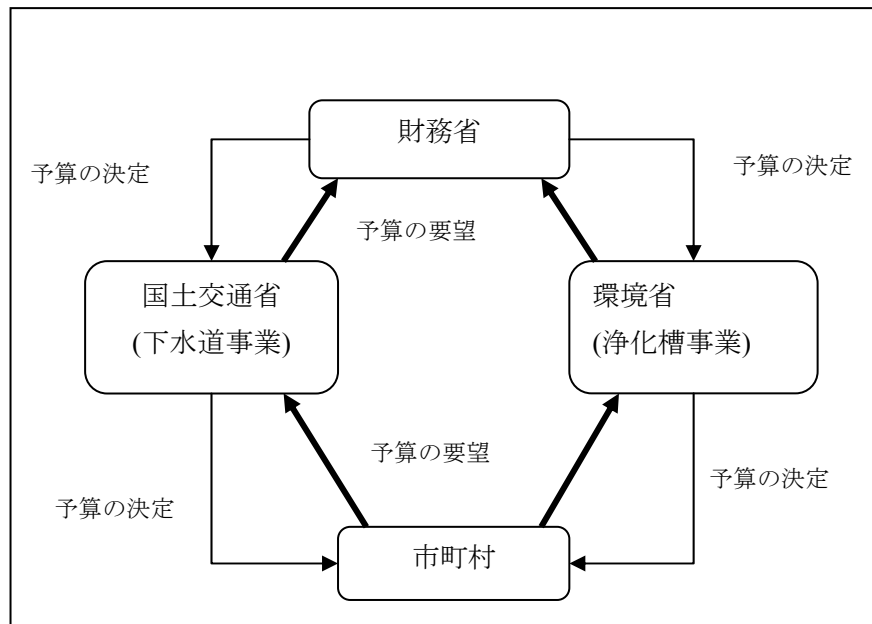 財務省
予算の決定
予算の決定
予算の要望
国土交通省
(下水道事業)
環境省
(浄化槽事業)
予算の要望
予算の決定
予算の決定
市町村